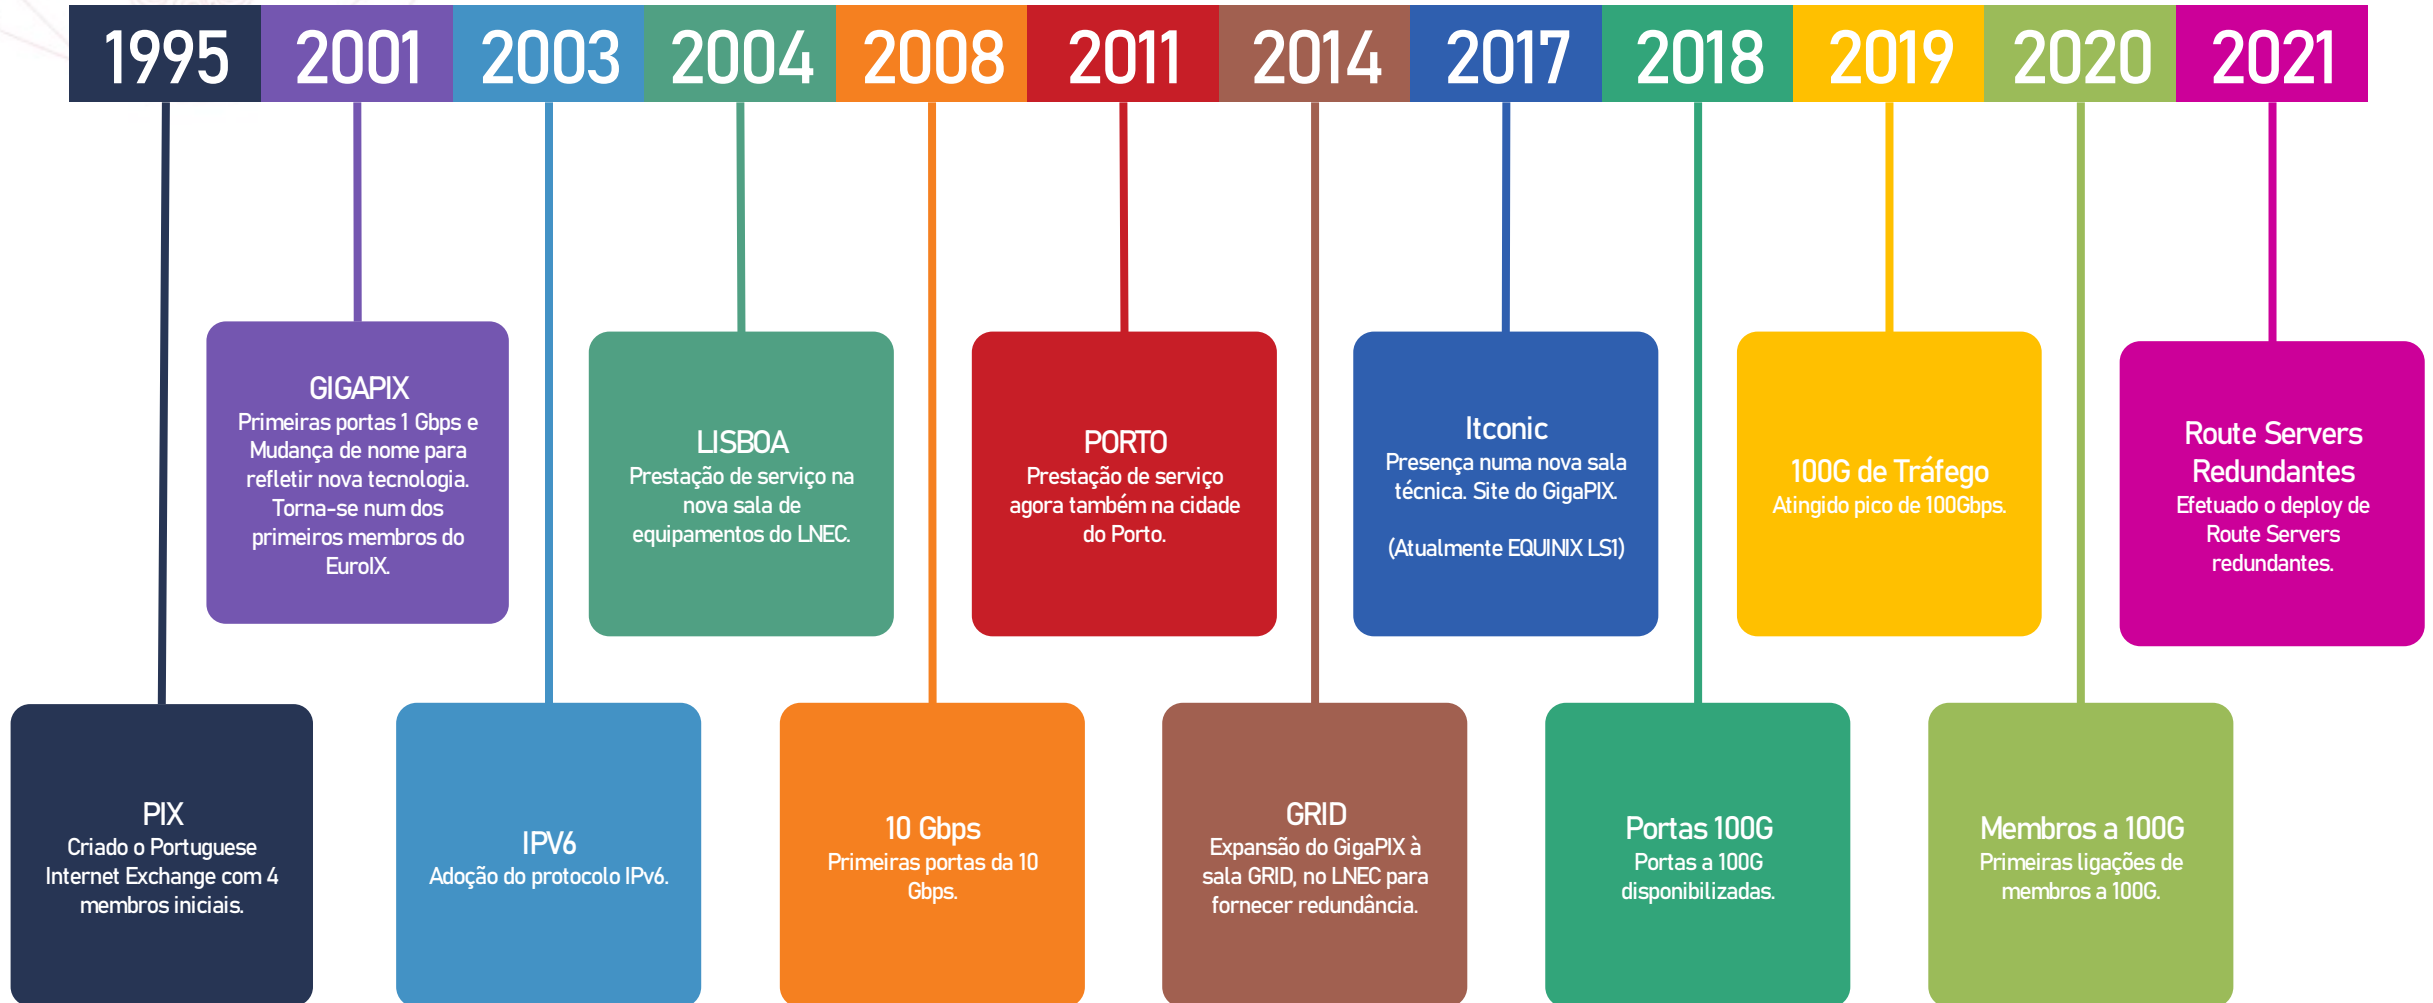 1995 2001 2003 2004 2008 2011 2014 2017 2018 2019 2020 2021
GIGAPIX
Primeiras portas 1 Gbps e
Mudança de nome para
refletir nova tecnologia.
Torna-se num dos
primeiros membros do
EuroIX.
LISBOA
Prestação de serviço na
nova sala de
equipamentos do LNEC.
PORTO
Prestação de serviço
agora também na cidade
do Porto.
Itconic
Presença numa nova sala
técnica. Site do GigaPIX.
(Atualmente EQUINIX LS1)
100G de Tráfego
Atingido pico de 100Gbps.
Route Servers
Redundantes
Efetuado o deploy de
Route Servers
redundantes.
PIX
Criado o Portuguese
Internet Exchange com 4
membros iniciais.
IPV6
Adoção do protocolo IPv6.
10 Gbps
Primeiras portas da 10
Gbps.
GRID
Expansão do GigaPIX à
sala GRID, no LNEC para
fornecer redundância.
Portas 100G
Portas a 100G
disponibilizadas.
Membros a 100G
Primeiras ligações de
membros a 100G.